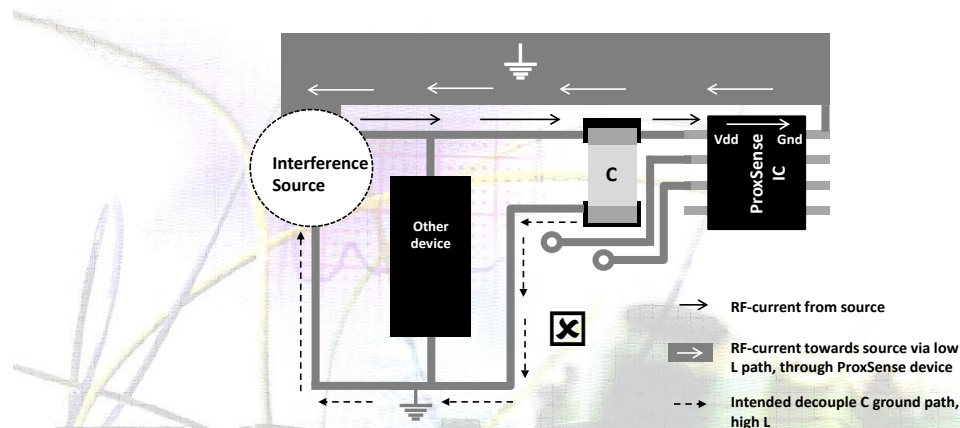 Interference
Source
Other
device
C
Vdd
Gnd
ProxSense
IC
RF-current from source
RF-current towards source via low
L path, through ProxSense device
Intended decouple C ground path,
high L